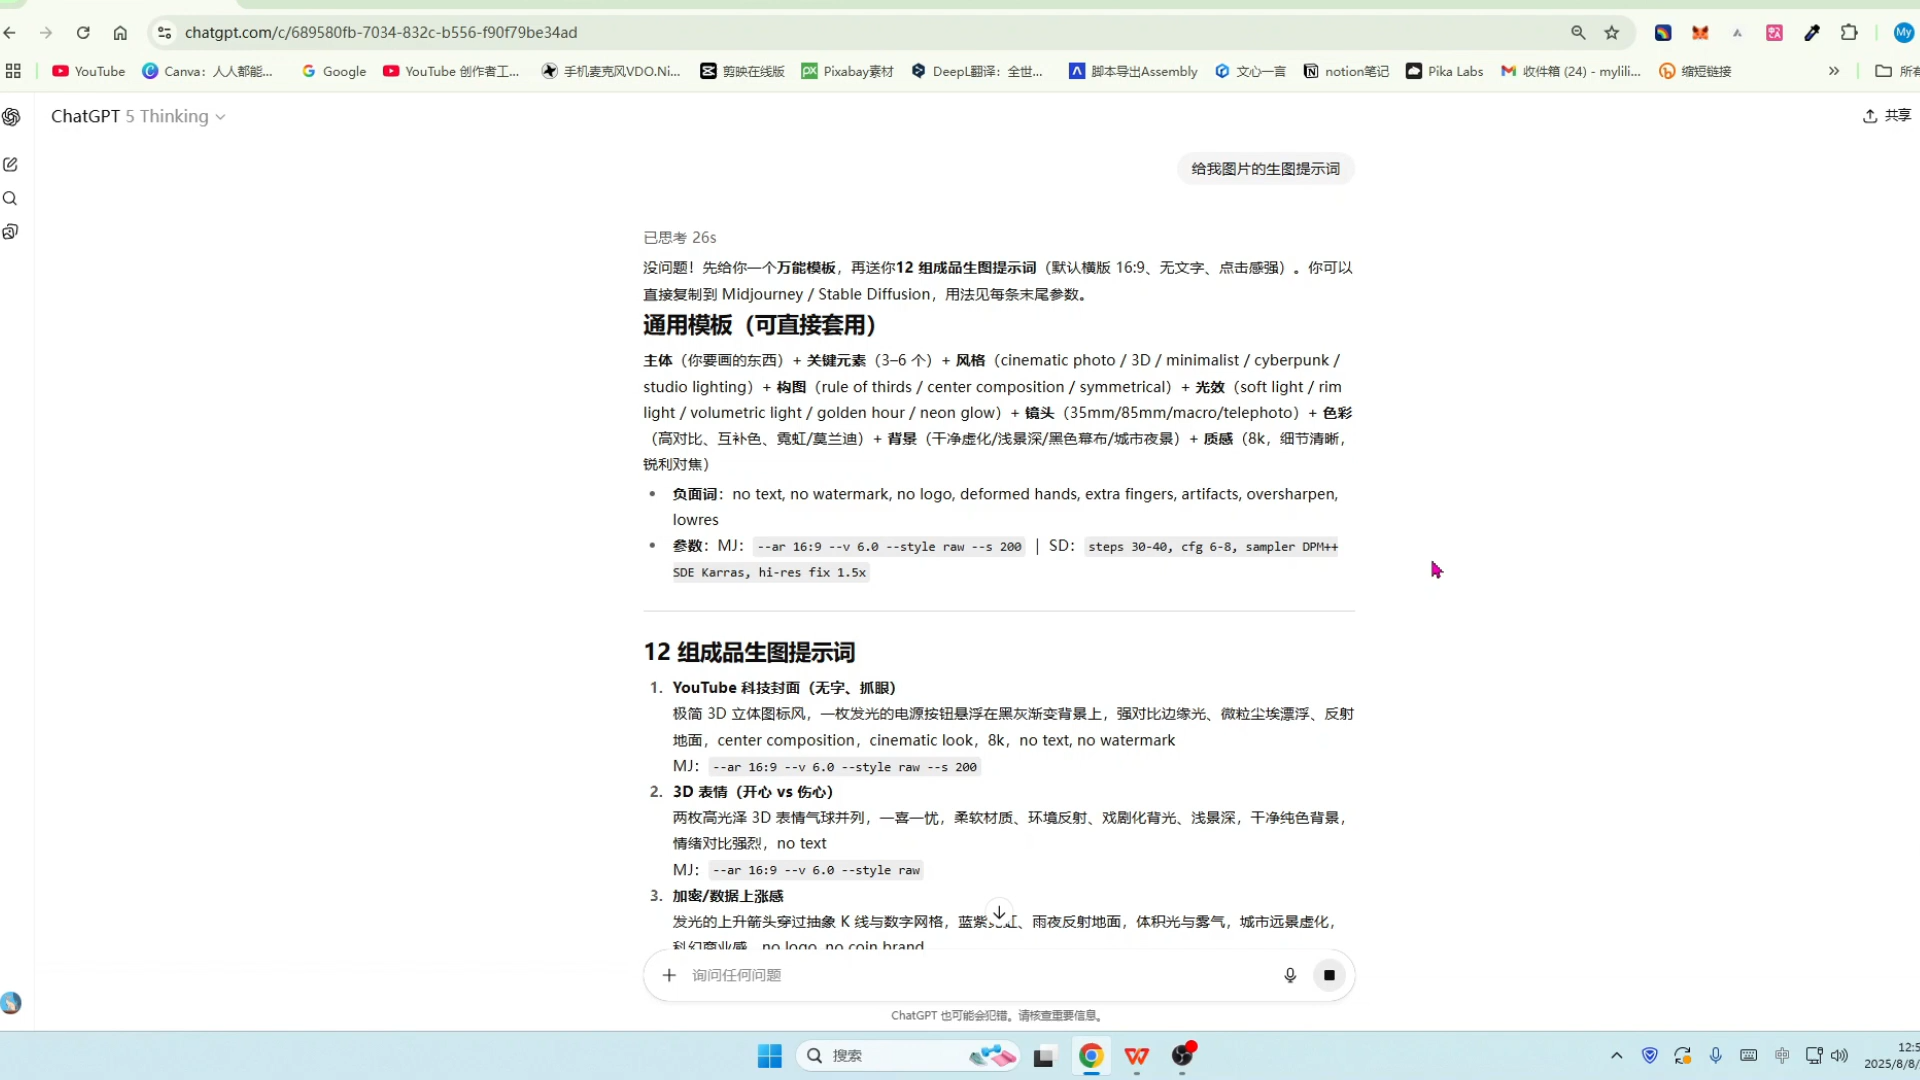 chatgpt.com/c/689580fb-7034-832c-b556-f90f79be34ad
My
YouTube
Canva：人人都能...
Google
YouTube 创作者工...
手机麦克风VDO.Ni...
剪映在线版
Pixabay素材
DeepL翻译：全世...
脚本导出Assembly
文心一言
notion笔记
Pika Labs
收件箱 (24) - mylili...
缩短链接
ChatGPT 5 Thinking
共享
给我图片的生图提示词
已思考 26s
没问题！先给你一个万能模板，再送你12 组成品生图提示词（默认横版 16:9、无文字、点击感强）。你可以
直接复制到 Midjourney / Stable Diffusion，用法见每条末尾参数。
通用模板（可直接套用）
主体（你要画的东西）+ 关键元素（3–6 个）+ 风格（cinematic photo / 3D / minimalist / cyberpunk /
studio lighting）+ 构图（rule of thirds / center composition / symmetrical）+ 光效（soft light / rim
light / volumetric light / golden hour / neon glow）+ 镜头（35mm/85mm/macro/telephoto）+ 色彩
（高对比、互补色、霓虹/莫兰迪）+ 背景（干净虚化/浅景深/黑色幕布/城市夜景）+ 质感（8k，细节清晰，
锐利对焦）
• 负面词：no text, no watermark, no logo, deformed hands, extra fingers, artifacts, oversharpen,
lowres
• 参数：MJ： --ar 16:9 --v 6.0 --style raw --s 200 | SD： steps 30-40, cfg 6-8, sampler DPM++
SDE Karras, hi-res fix 1.5x
12 组成品生图提示词
1. YouTube 科技封面（无字、抓眼）
极简 3D 立体图标风，一枚发光的电源按钮悬浮在黑灰渐变背景上，强对比边缘光、微粒尘埃漂浮、反射
地面，center composition，cinematic look，8k，no text, no watermark
MJ： --ar 16:9 --v 6.0 --style raw --s 200
2. 3D 表情（开心 vs 伤心）
两枚高光泽 3D 表情气球并列，一喜一忧，柔软材质、环境反射、戏剧化背光、浅景深，干净纯色背景，
情绪对比强烈，no text
MJ： --ar 16:9 --v 6.0 --style raw
3. 加密/数据上涨感
发光的上升箭头穿过抽象 K 线与数字网格，蓝紫霓虹、雨夜反射地面，体积光与雾气，城市远景虚化，
科幻商业感，no logo, no coin brand
询问任何问题
ChatGPT 也可能会犯错。请核查重要信息。
搜索
中
12:5
2025/8/8/